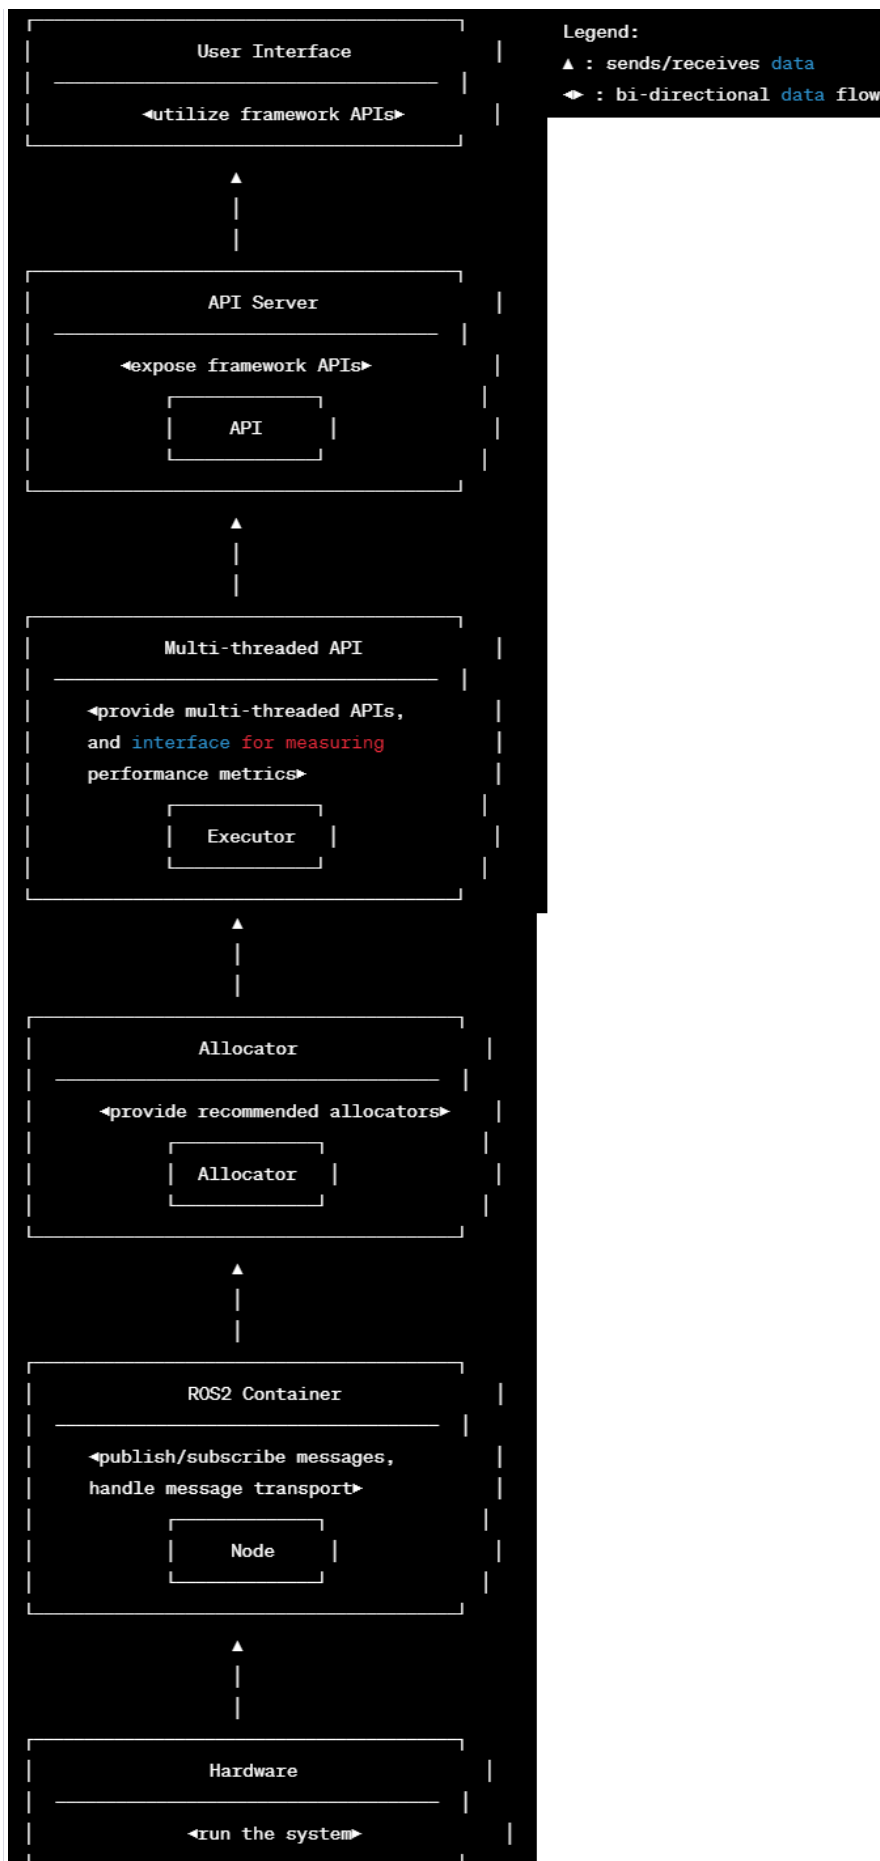 User Interface
◄utilize framework APIs►
Legend:
▲ : sends/receives data
◄► : bi-directional data flow
▲
API Server
◄expose framework APIs►
API
▲
Multi-threaded API
◄provide multi-threaded APIs,
and interface for measuring
performance metrics►
Executor
▲
Allocator
◄provide recommended allocators►
Allocator
▲
ROS2 Container
◄publish/subscribe messages,
handle message transport►
Node
▲
Hardware
◄run the system►